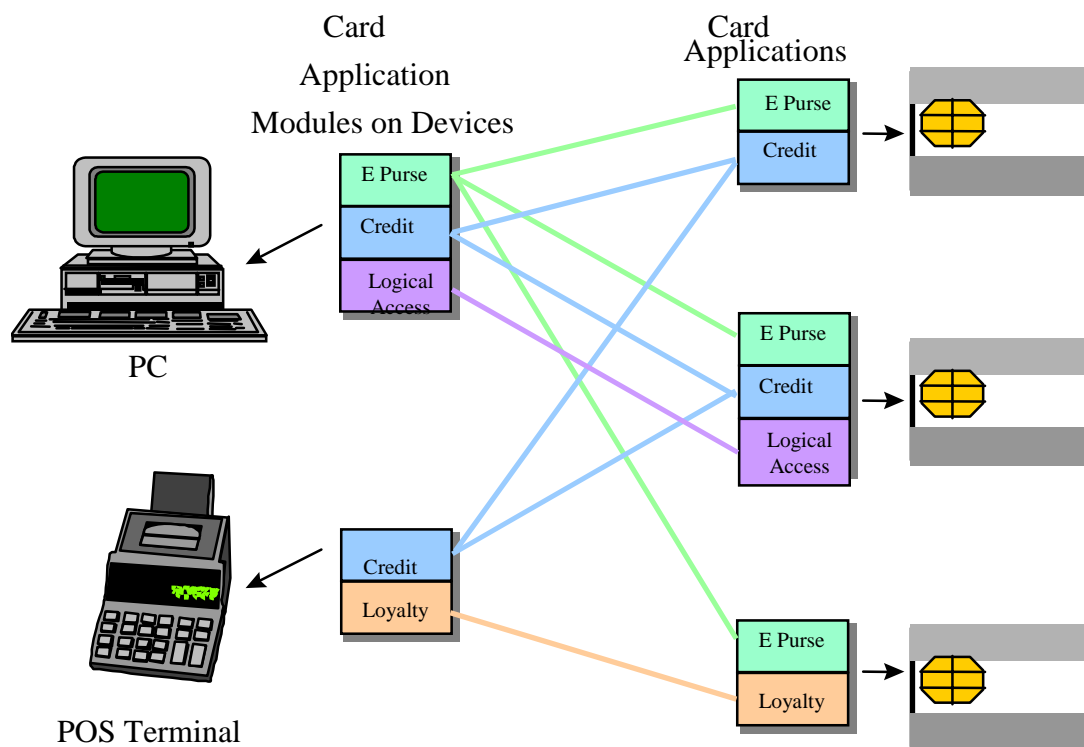 Card
Application
Modules on Devices
Card
Applications
E Purse
Credit
Logical
Access
PC
Credit
Loyalty
POS Terminal
E Purse
Credit
E Purse
Credit
Logical
Access
E Purse
Loyalty